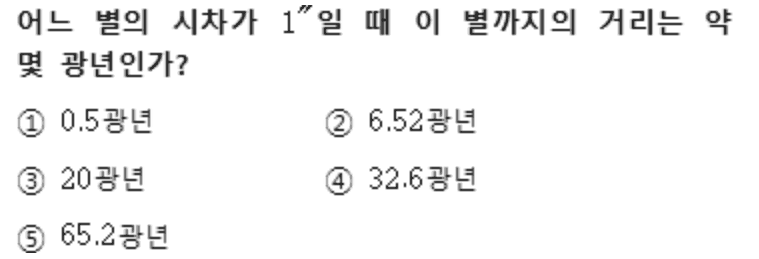 어느 별의 시차가 1″일 때 이 별까지의 거리는 약
몇 광년인가?
① 0.5광년 ② 6.52광년
③ 20광년 ④ 32.6광년
⑤ 65.2광년